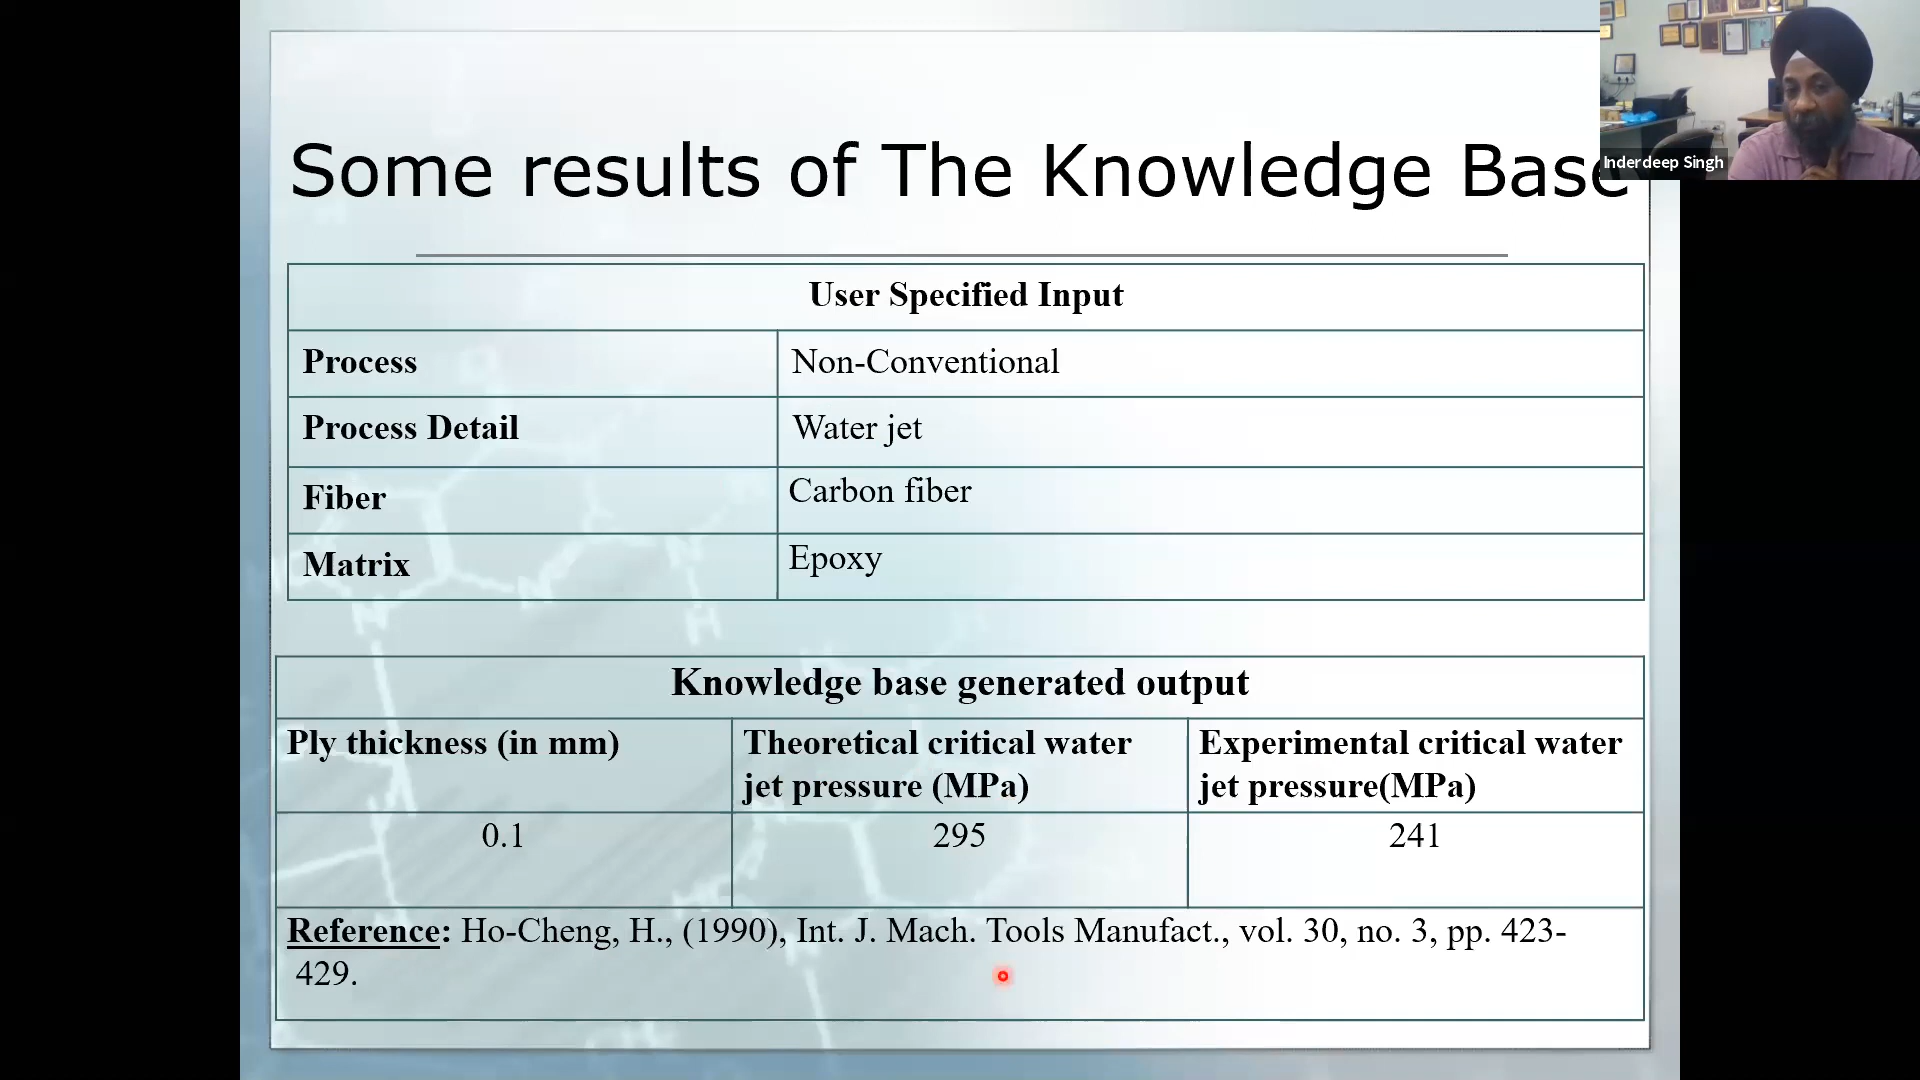 Some results of The Knowledge Base
Inderdeep Singh
User Specified Input
Process Non-Conventional
Process Detail Water jet
Fiber Carbon fiber
Matrix Epoxy
Knowledge base generated output
Ply thickness (in mm) Theoretical critical water jet pressure (MPa) Experimental critical water jet pressure(MPa)
0.1 295 241
Reference: Ho-Cheng, H., (1990), Int. J. Mach. Tools Manufact., vol. 30, no. 3, pp. 423-
429.